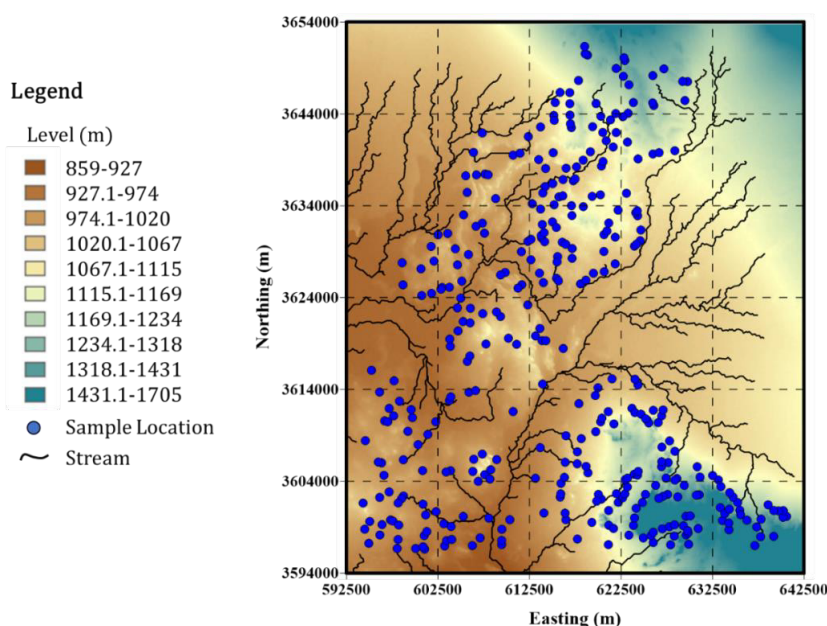 Legend
Level (m)
859-927
927.1-974
974.1-1020
1020.1-1067
1067.1-1115
1115.1-1169
1169.1-1234
1234.1-1318
1318.1-1431
1431.1-1705
Sample Location
Stream
Northing (m)
3654000
3644000
3634000
3624000
3614000
3604000
3594000
592500 602500 612500 622500 632500 642500
Easting (m)